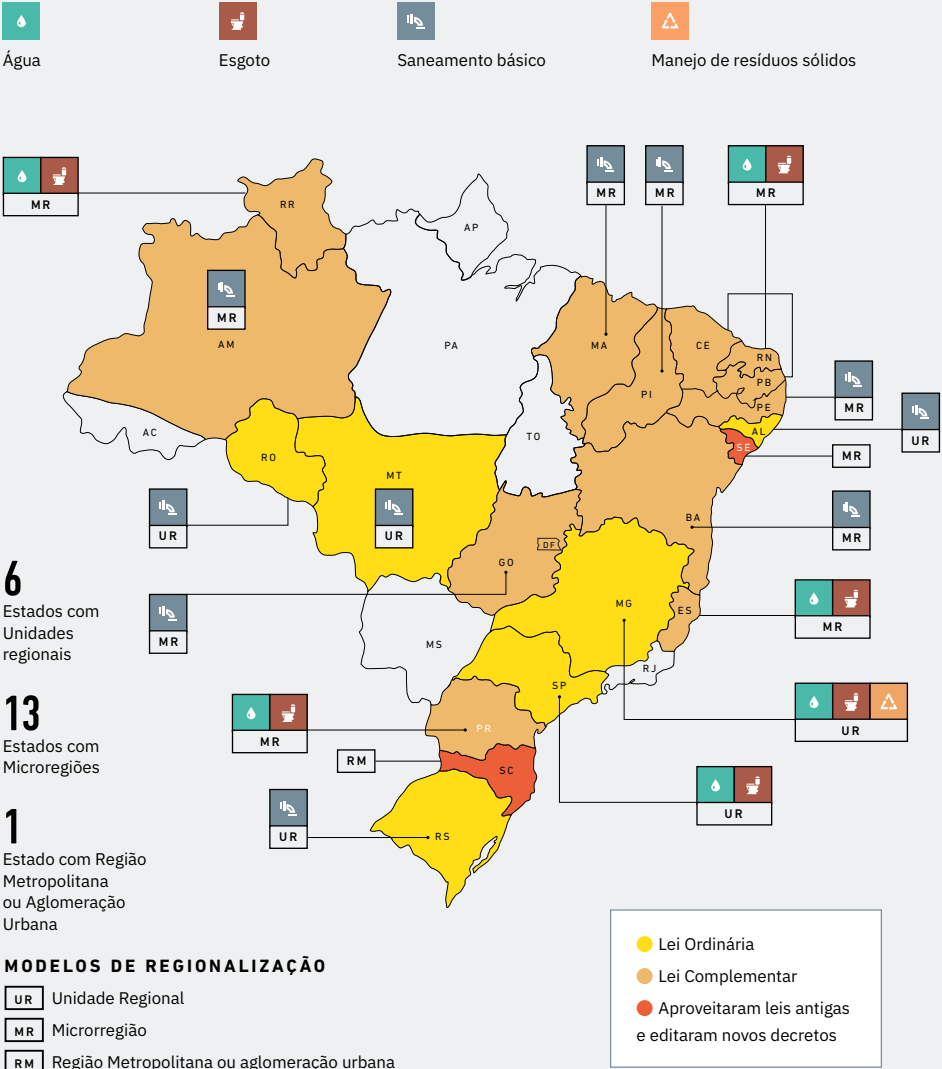 Água
Esgoto
Saneamento básico
Manejo de resíduos sólidos
MR
MR
MR
MR
RR
AP
MR
AM
PA
MA
PI
CE
RN
PB
PE
MR
AL
UR
SE
MR
AC
TO
RO
MT
UR
UR
BA
MR
DF
GO
MR
MG
ES
MR
MS
RJ
SP
UR
UR
PR
MR
RM
SC
UR
RS
6
Estados com
Unidades
regionais
13
Estados com
Microregiões
1
Estado com Região
Metropolitana
ou Aglomeração
Urbana
MODELOS DE REGIONALIZAÇÃO
UR Unidade Regional
MR Microrregião
RM Região Metropolitana ou aglomeração urbana
Lei Ordinária
Lei Complementar
Aproveitaram leis antigas
e editaram novos decretos